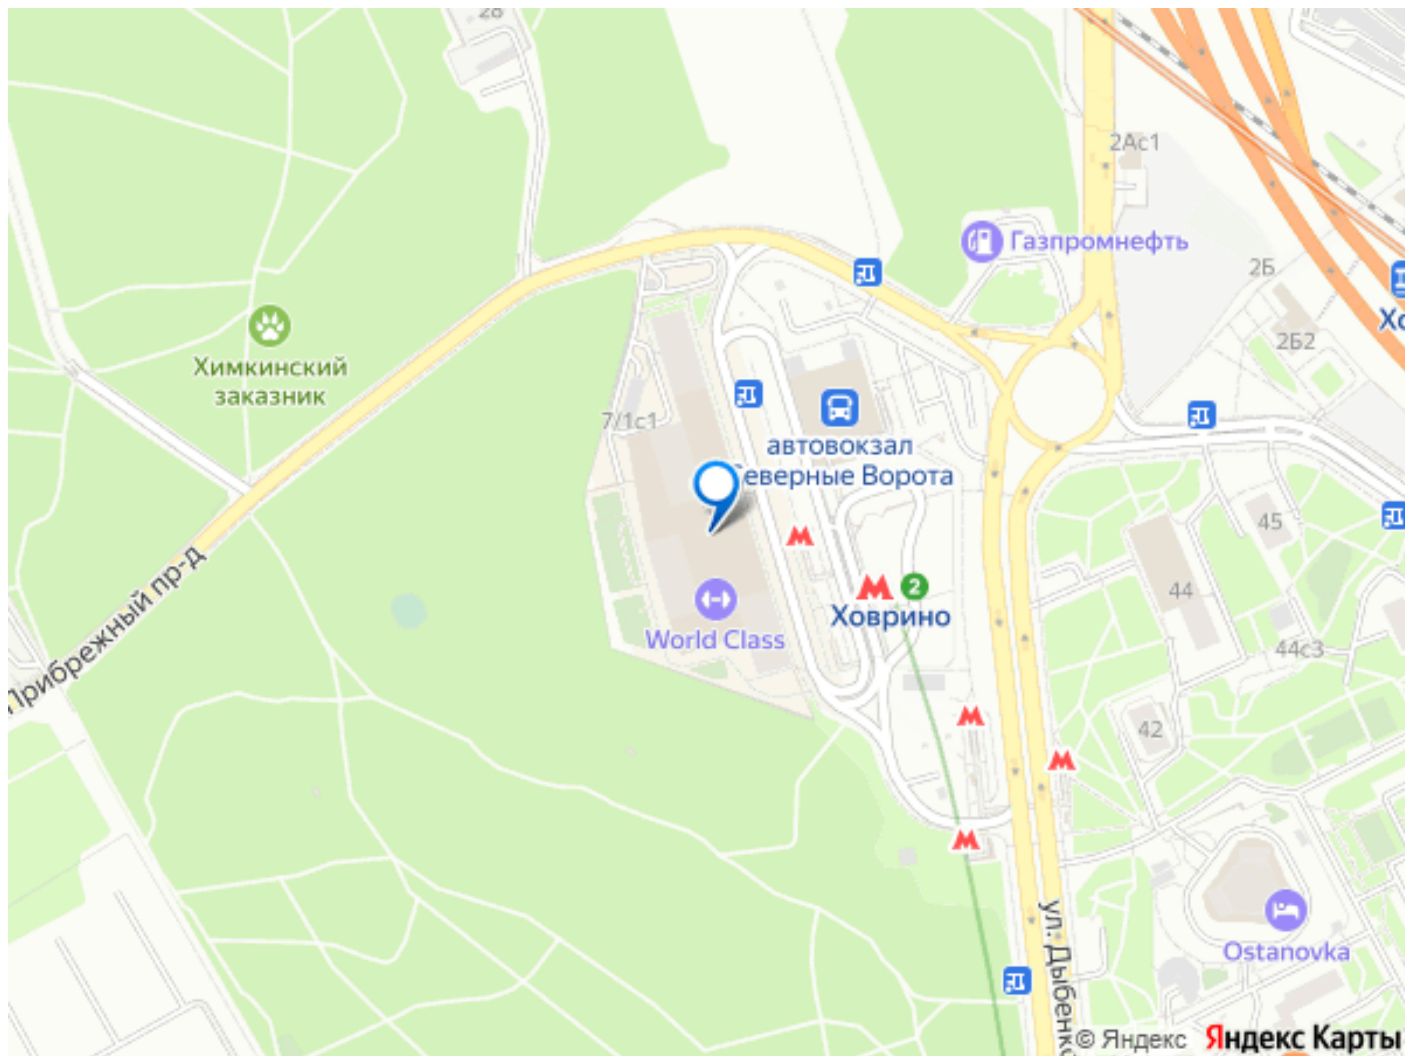 28
2Ас1
Газпромнефть
2Б
2Б2
Химкинский
заказник
7/1с1
автовокзал
Северные Ворота
45
44
Ховрино
2
World Class
44с3
42
Прибрежный пр-д
Ostanovka
ул. Дыбенко
© Яндекс
Яндекс Карты